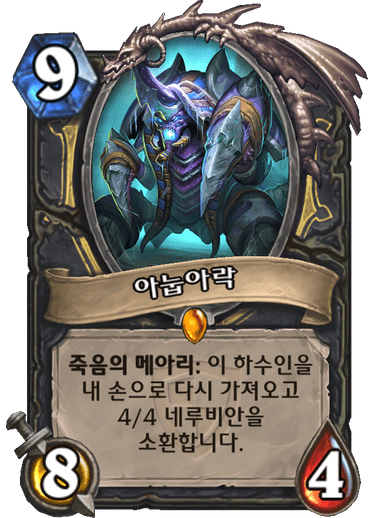 9
아눕아락
죽음의 메아리: 이 하수인을
내 손으로 다시 가져오고
4/4 네루비안을
소환합니다.
8
4